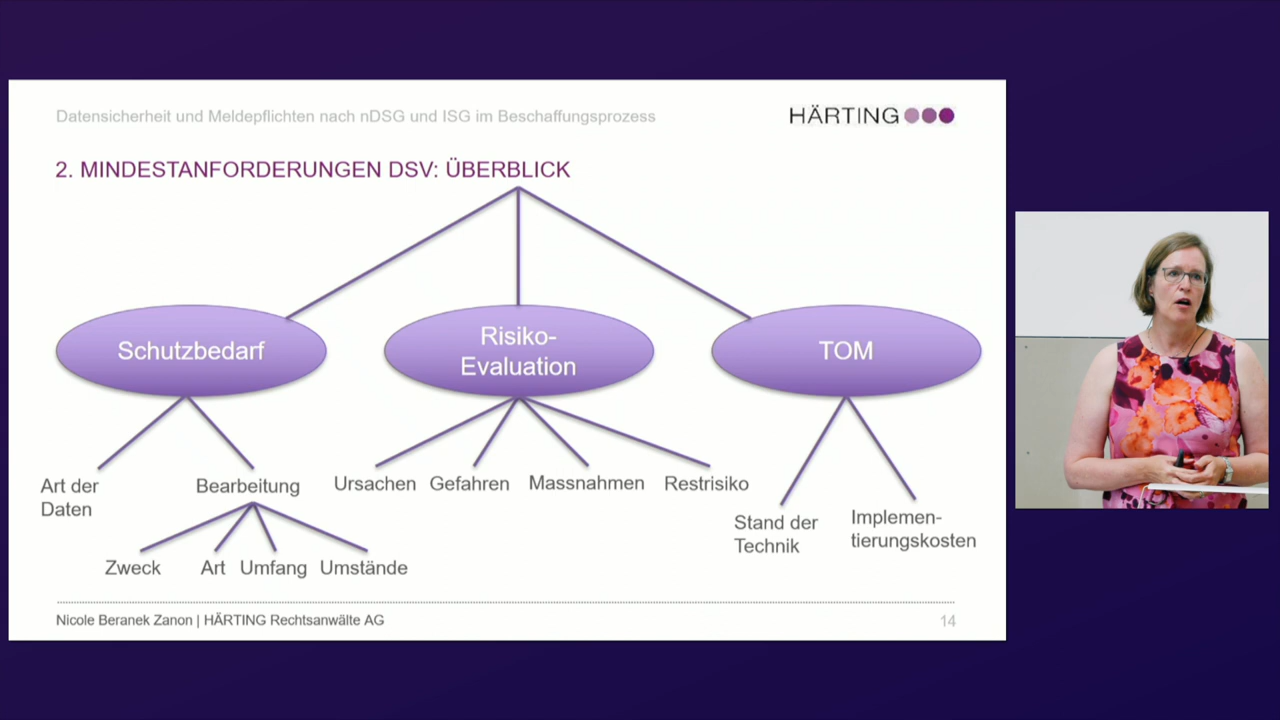 Datensicherheit und Meldepflichten nach nDSG und ISG im Beschaffungsprozess
HÄRTING
2. MINDESTANFORDERUNGEN DSV: ÜBERBLICK
Schutzbedarf
Risiko-
Evaluation
TOM
Art der
Daten
Bearbeitung
Ursachen
Gefahren
Massnahmen
Restrisiko
Stand der
Technik
Implemen-
tierungskosten
Zweck
Art
Umfang
Umstände
Nicole Beranek Zanon | HÄRTING Rechtsanwälte AG
14